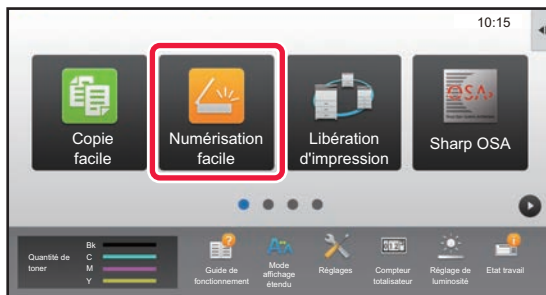 10:15
Copie
facile
Numérisation
facile
Libération
d'impression
OSA
Sharp OSA
Quantité de
toner
Bk
C
M
Y
Guide de
fonctionnement
Mode
affichage
étendu
Réglages
Compteur
totalisateur
Réglage de
luminosité
Etat travail